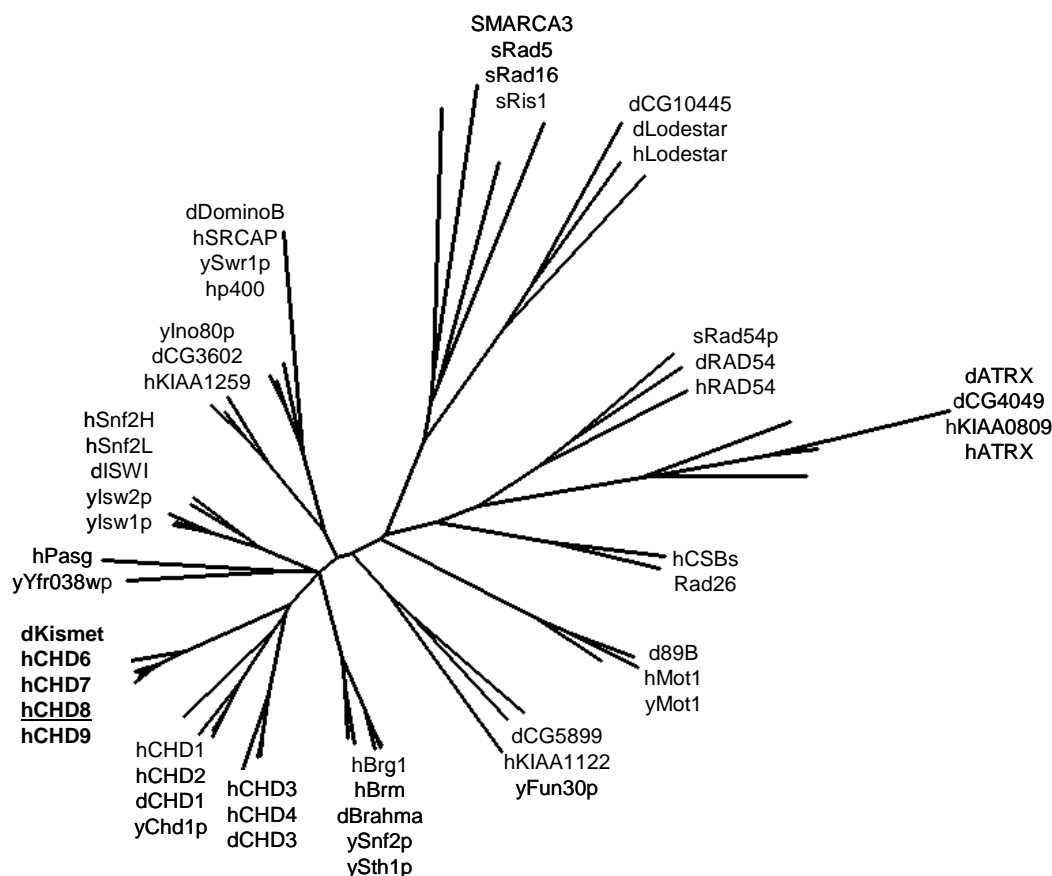 SMARCA3
sRad5
sRad16
sRis1
dCG10445
dLodestar
hLodestar
dDominoB
hSRCAP
ySwr1p
hp400
yIno80p
dCG3602
hKIAA1259
sRad54p
dRAD54
hRAD54
dATRX
dCG4049
hKIAA0809
hATRX
hSnf2H
hSnf2L
dISWI
yIsw2p
yIsw1p
hPasg
yYfr038wp
hCSBs
Rad26
dKismet
hCHD6
hCHD7
hCHD8
hCHD9
d89B
hMot1
yMot1
hCHD1
hCHD2
dCHD1
yChd1p
hCHD3
hCHD4
dCHD3
hBrg1
hBrm
dBrahma
ySnf2p
ySth1p
dCG5899
hKIAA1122
yFun30p